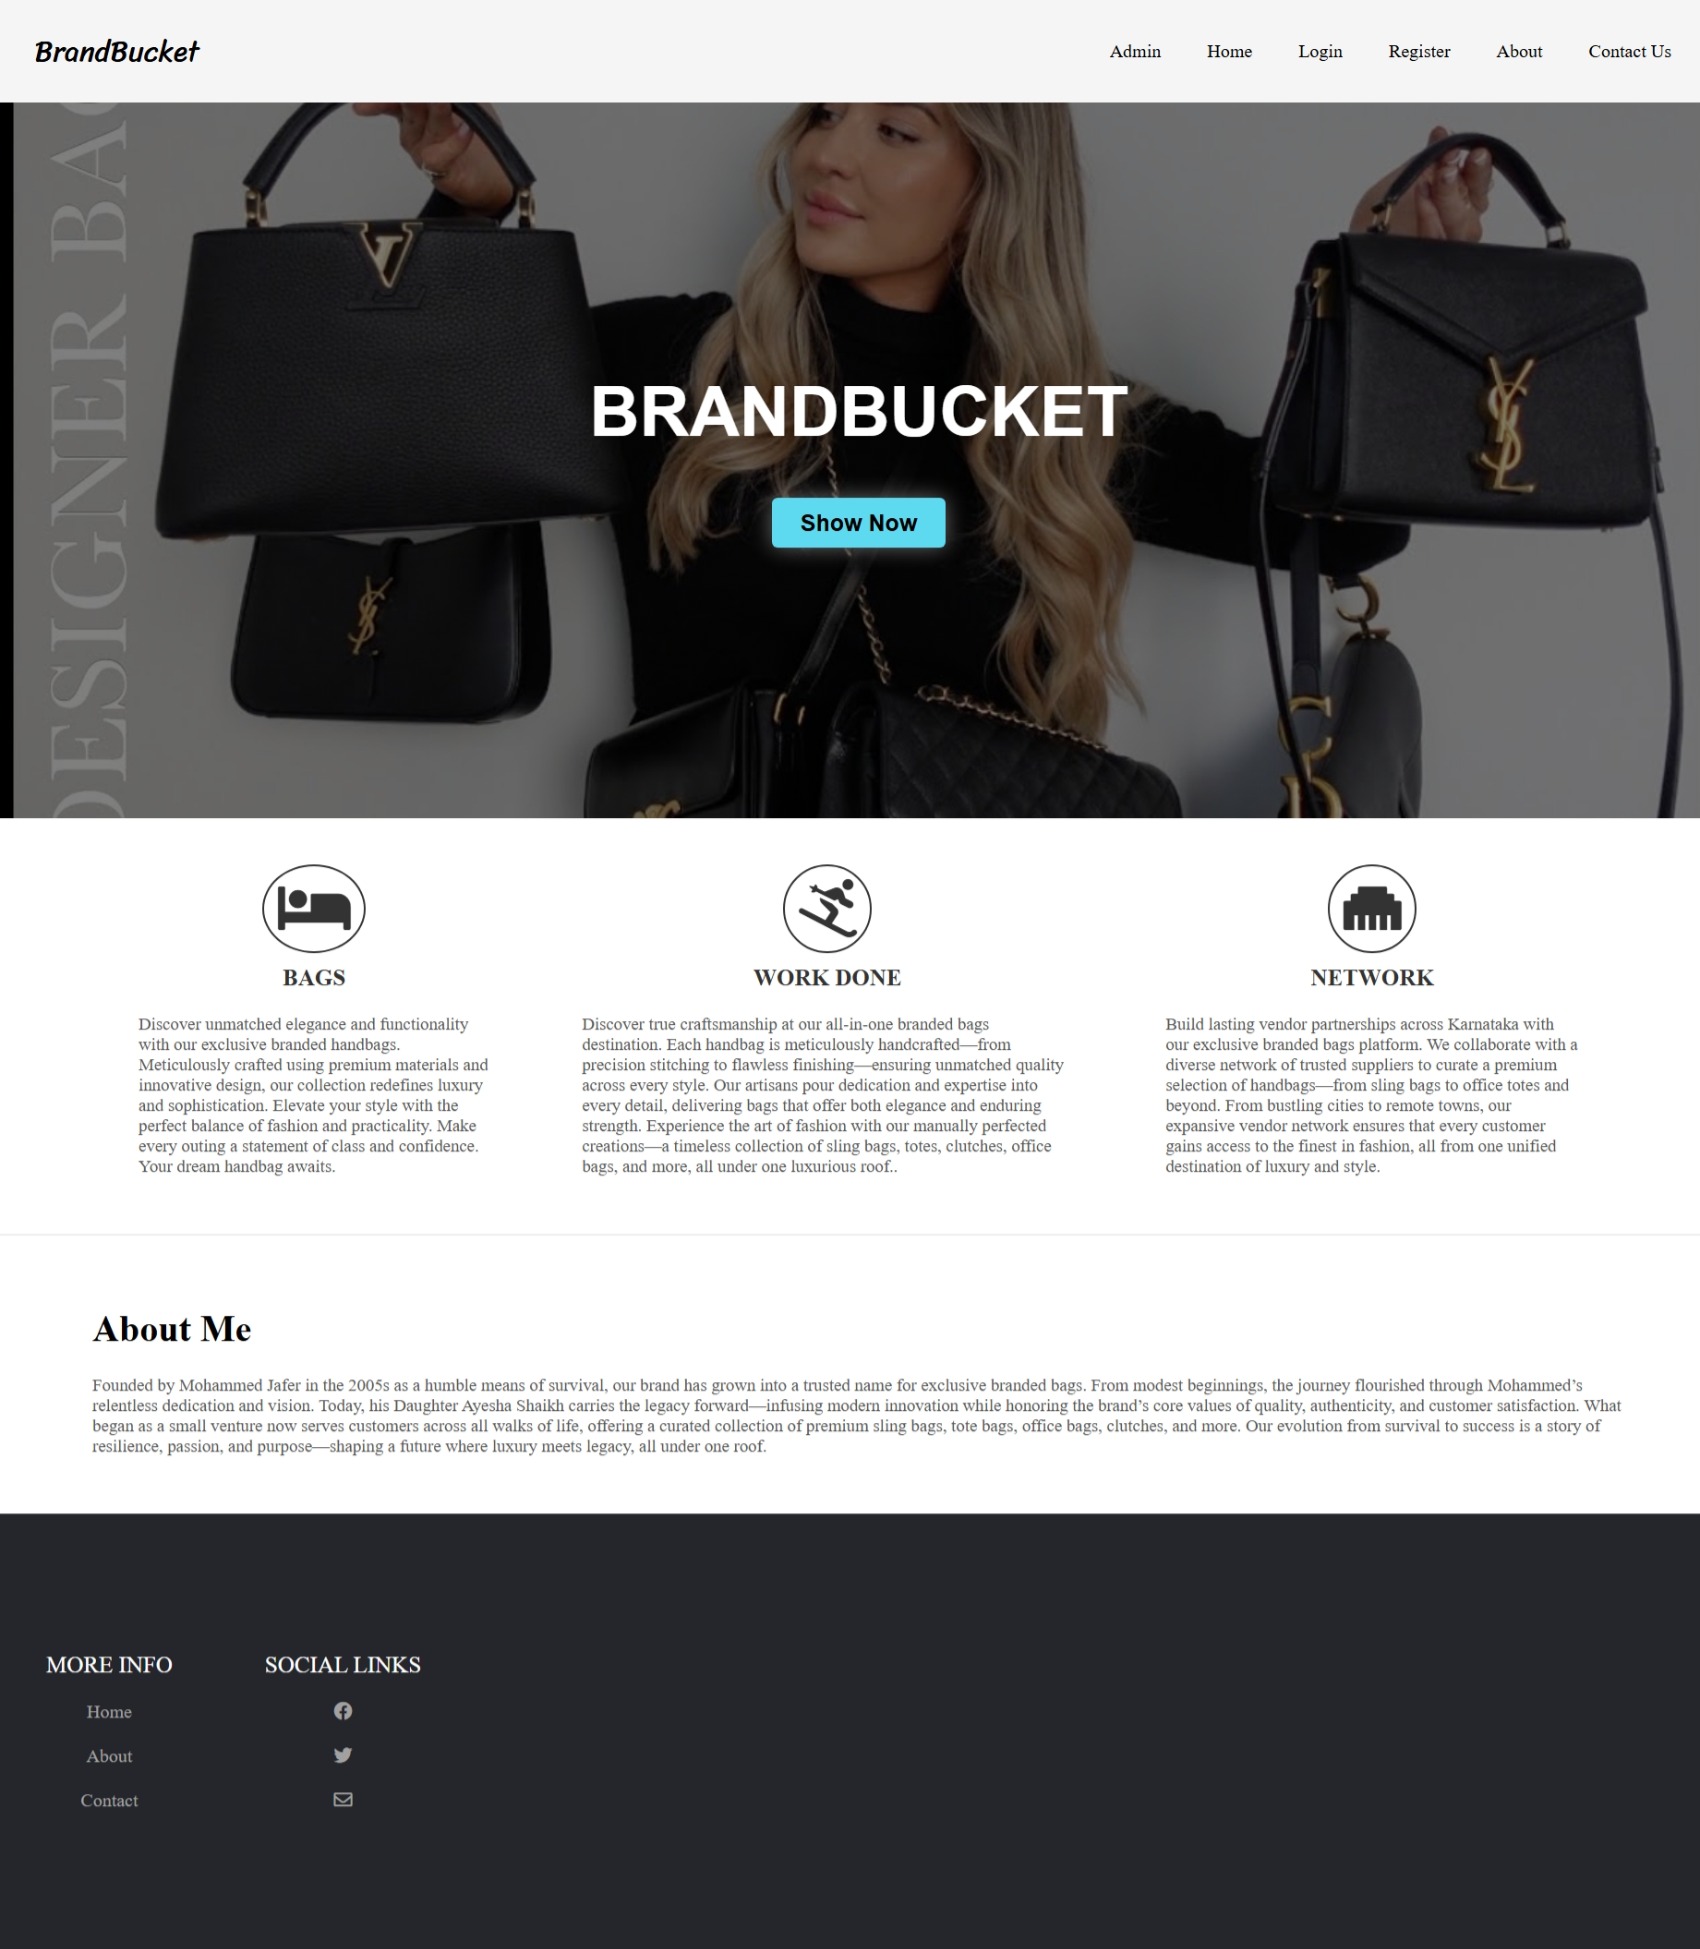 BrandBucket
Admin Home Login Register About Contact Us
DESIGNER
BRANDBUCKET
Show Now
BAGS
Discover unmatched elegance and functionality
with our exclusive branded handbags.
Meticulously crafted using premium materials and
innovative design, our collection redefines luxury
and sophistication. Elevate your style with the
perfect balance of fashion and practicality. Make
every outing a statement of class and confidence.
Your dream handbag awaits.
WORK DONE
Discover true craftsmanship at our all-in-one branded bags
destination. Each handbag is meticulously handcrafted—from
precision stitching to flawless finishing—ensuring unmatched quality
across every style. Our artisans pour dedication and expertise into
every detail, delivering bags that offer both elegance and enduring
strength. Experience the art of fashion with our manually perfected
creations—a timeless collection of sling bags, totes, clutches, office
bags, and more, all under one luxurious roof..
NETWORK
Build lasting vendor partnerships across Karnataka with
our exclusive branded bags platform. We collaborate with a
diverse network of trusted suppliers to curate a premium
selection of handbags—from sling bags to office totes and
beyond. From bustling cities to remote towns, our
expansive vendor network ensures that every customer
gains access to the finest in fashion, all from one unified
destination of luxury and style.
About Me
Founded by Mohammed Jafer in the 2005s as a humble means of survival, our brand has grown into a trusted name for exclusive branded bags. From modest beginnings, the journey flourished through Mohammed’s
relentless dedication and vision. Today, his Daughter Ayesha Shaikh carries the legacy forward—infusing modern innovation while honoring the brand’s core values of quality, authenticity, and customer satisfaction. What
began as a small venture now serves customers across all walks of life, offering a curated collection of premium sling bags, tote bags, office bags, clutches, and more. Our evolution from survival to success is a story of
resilience, passion, and purpose—shaping a future where luxury meets legacy, all under one roof.
MORE INFO
Home
About
Contact
SOCIAL LINKS